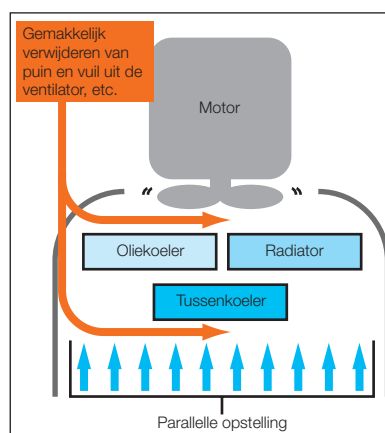 Gemakkelijk
verwijderen van
puin en vuil uit de
ventilator, etc.
Motor
Oliekoeler
Radiator
Tussenkoeler
Parallelle opstelling